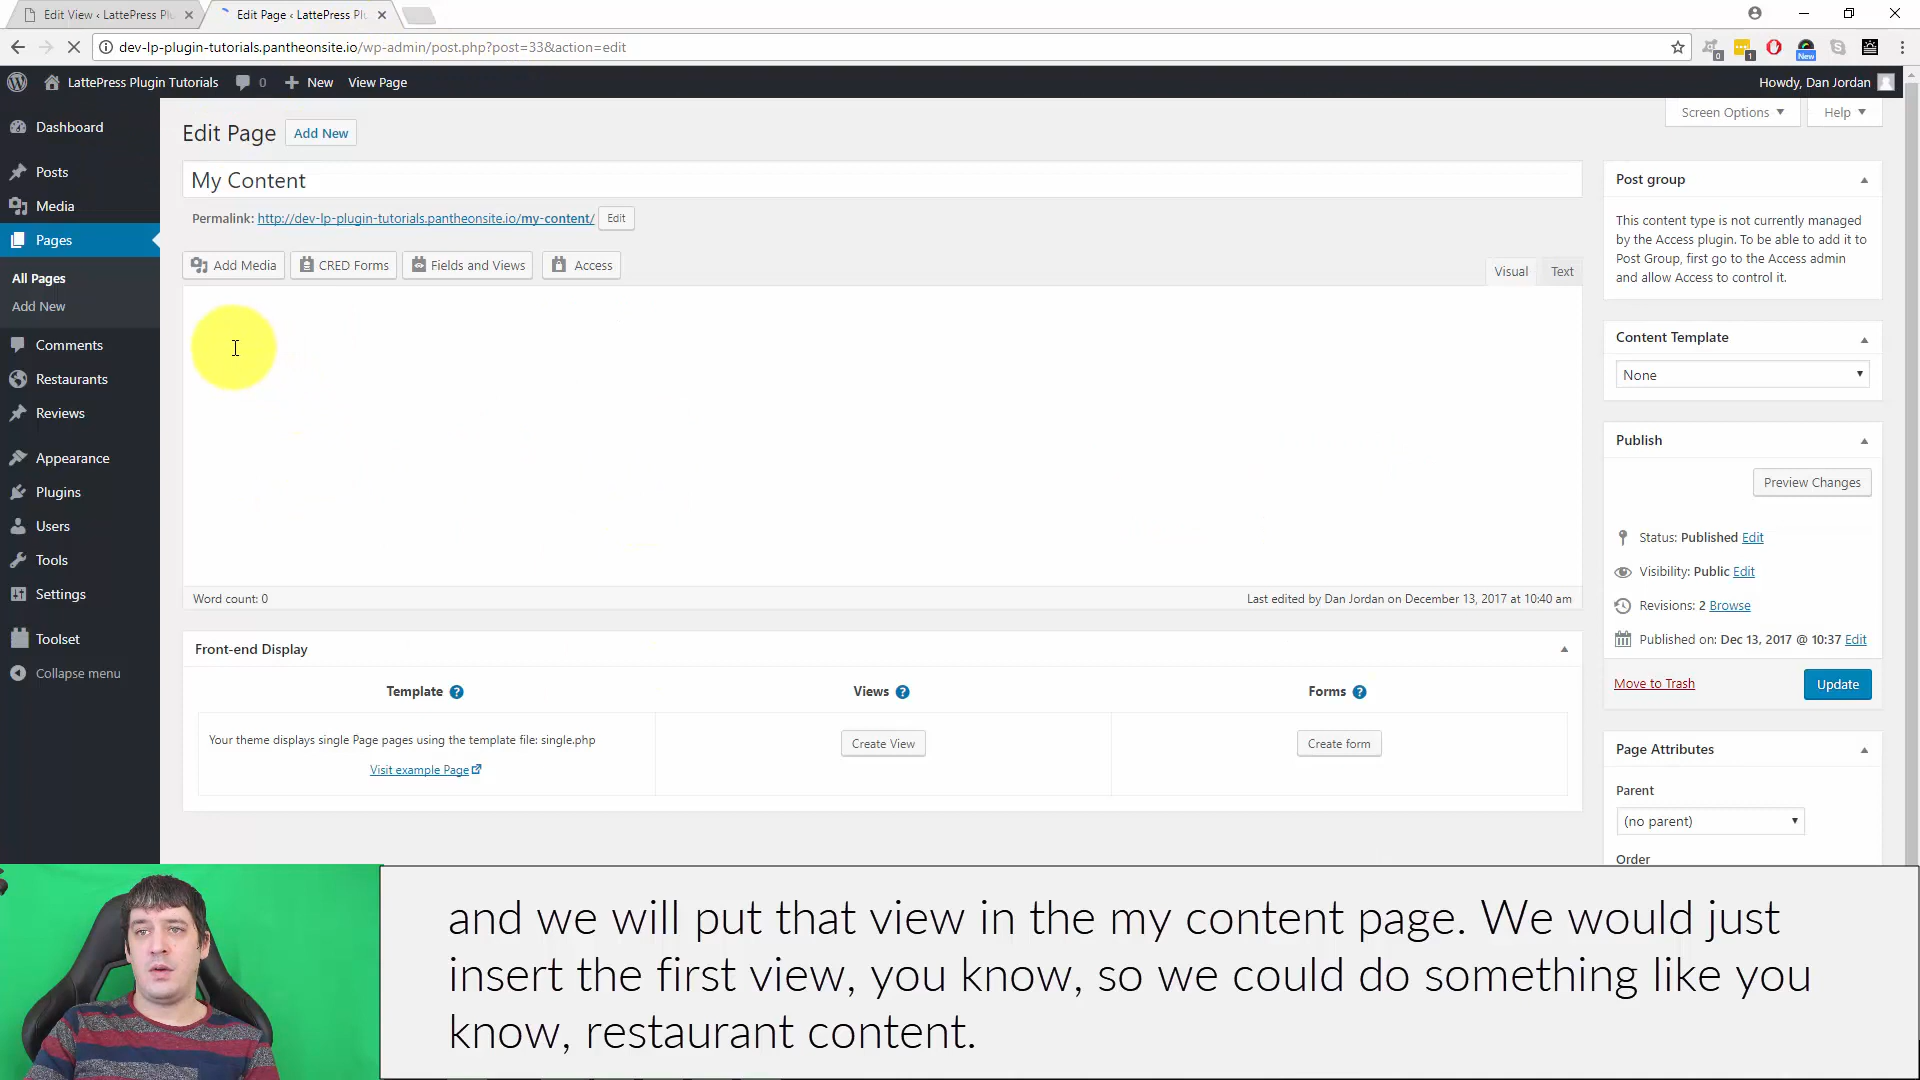 Edit View ‹ LattePress Plu
Edit Page ‹ LattePress Plu
dev-lp-plugin-tutorials.pantheonsite.io/wp-admin/post.php?post=33&action=edit
0
1
New
LattePress Plugin Tutorials
0
New
View Page
Howdy, Dan Jordan
Dashboard
Posts
Media
Pages
All Pages
Add New
Comments
Restaurants
Reviews
Appearance
Plugins
Users
Tools
Settings
Toolset
Collapse menu
Screen Options
Help
Edit Page
Add New
My Content
Permalink: http://dev-lp-plugin-tutorials.pantheonsite.io/my-content/
Edit
Add Media
CRED Forms
Fields and Views
Access
Visual
Text
Word count: 0
Last edited by Dan Jordan on December 13, 2017 at 10:40 am
Front-end Display
Template ?
Views ?
Forms ?
Your theme displays single Page pages using the template file: single.php
Visit example Page
Create View
Create form
Post group
This content type is not currently managed
by the Access plugin. To be able to add it to
Post Group, first go to the Access admin
and allow Access to control it.
Content Template
None
Publish
Preview Changes
Status: Published Edit
Visibility: Public Edit
Revisions: 2 Browse
Published on: Dec 13, 2017 @ 10:37 Edit
Move to Trash
Update
Page Attributes
Parent
(no parent)
Order
and we will put that view in the my content page. We would just
insert the first view, you know, so we could do something like you
know, restaurant content.